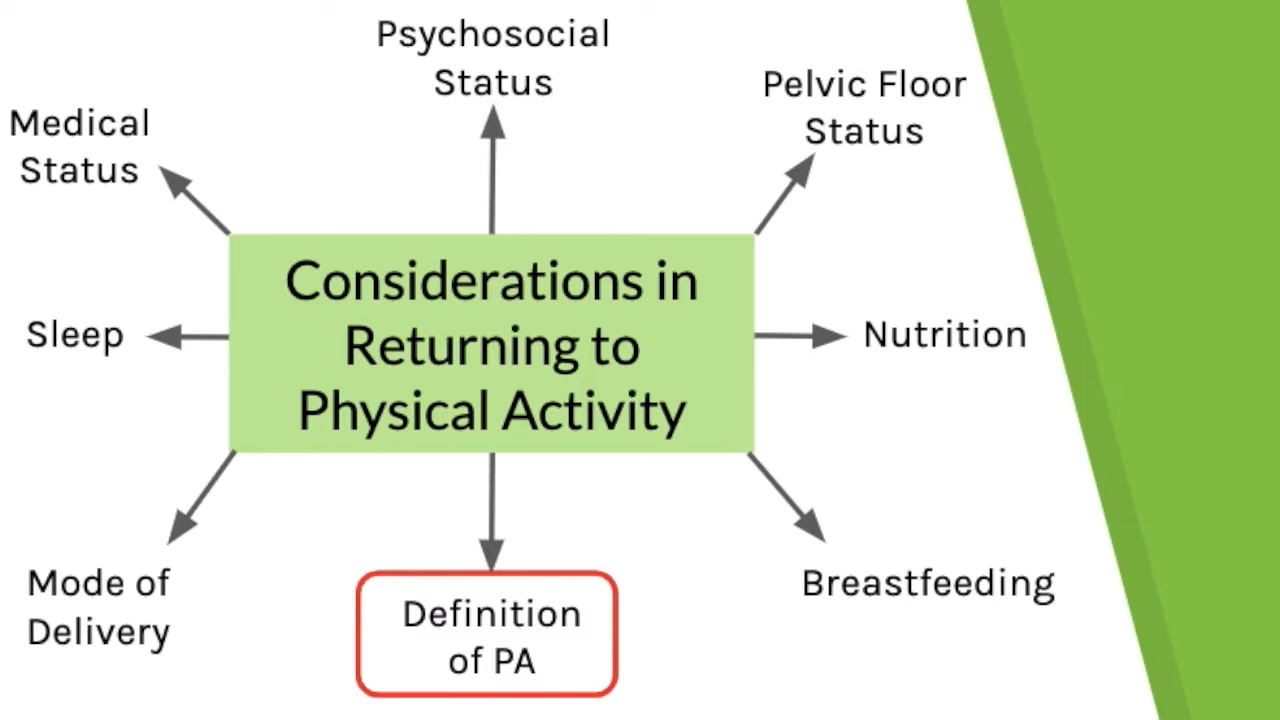 Psychosocial
Status
Pelvic Floor
Status
Medical
Status
Considerations in
Returning to
Physical Activity
Sleep
Nutrition
Mode of
Delivery
Definition
of PA
Breastfeeding